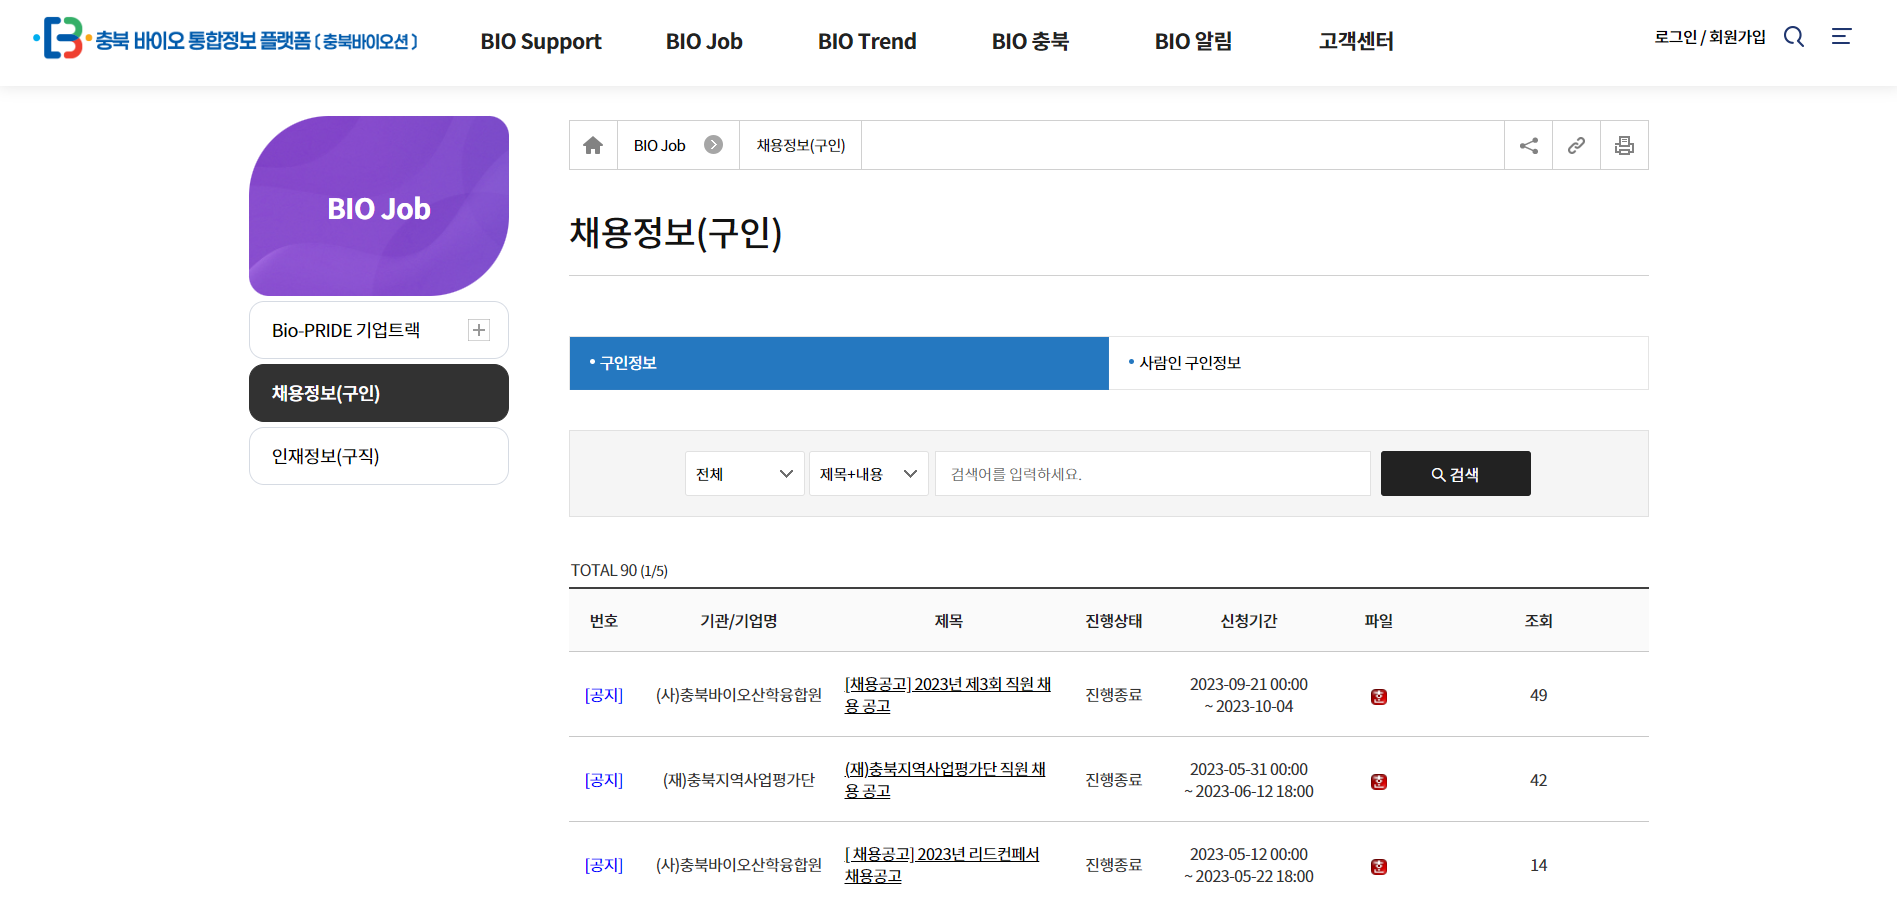 충북 바이오 통합정보 플랫폼 ( 충북바이오션 )
BIO Support
BIO Job
BIO Trend
BIO 충북
BIO 알림
고객센터
로그인 / 회원가입
BIO Job
Bio-PRIDE 기업트랙
채용정보(구인)
인재정보(구직)
BIO Job
채용정보(구인)
채용정보(구인)
구인정보
사람인 구인정보
전체
제목+내용
검색어를 입력하세요.
검색
TOTAL 90 (1/5)
번호 기관/기업명 제목 진행상태 신청기간 파일 조회
[공지] (사)충북바이오산학융합원 [채용공고] 2023년 제3회 직원 채
용 공고 진행종료 2023-09-21 00:00
~ 2023-10-04 49
[공지] (재)충북지역사업평가단 (재)충북지역사업평가단 직원 채
용 공고 진행종료 2023-05-31 00:00
~ 2023-06-12 18:00 42
[공지] (사)충북바이오산학융합원 [ 채용공고] 2023년 리드컨페서
채용공고 진행종료 2023-05-12 00:00
~ 2023-05-22 18:00 14